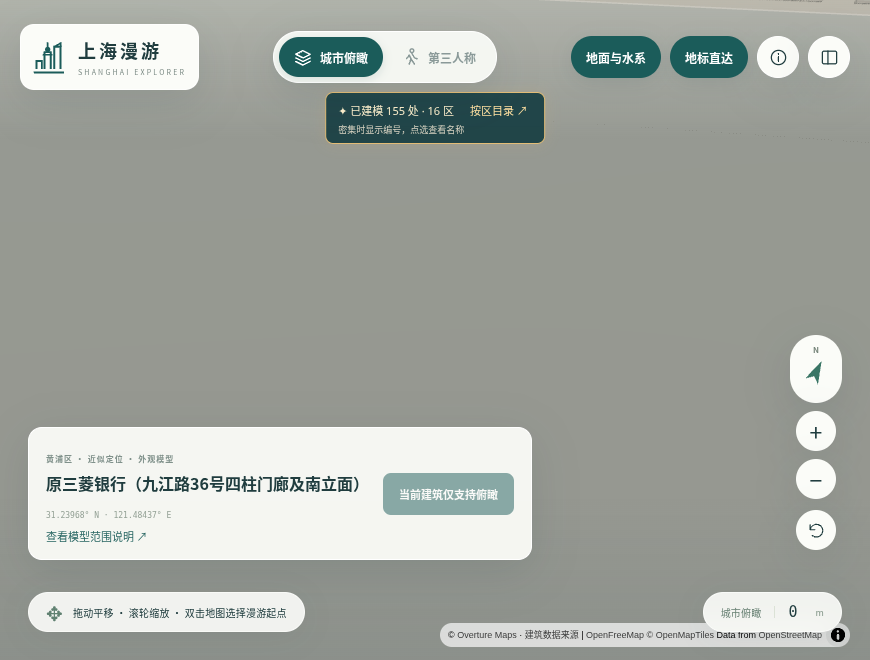 上海漫游
SHANGHAI EXPLORER
城市俯瞰
第三人称
地面与水系
地标直达
✦ 已建模 155 处 · 16 区 按区目录 ↗
密集时显示编号，点选查看名称
N
黄浦区 · 近似定位 · 外观模型
原三菱银行（九江路36号四柱门廊及南立面）
当前建筑仅支持俯瞰
31.23968° N · 121.48437° E
查看模型范围说明 ↗
拖动平移 · 滚轮缩放 · 双击地图选择漫游起点
城市俯瞰 0 m
© Overture Maps · 建筑数据来源 | OpenFreeMap © OpenMapTiles Data from OpenStreetMap